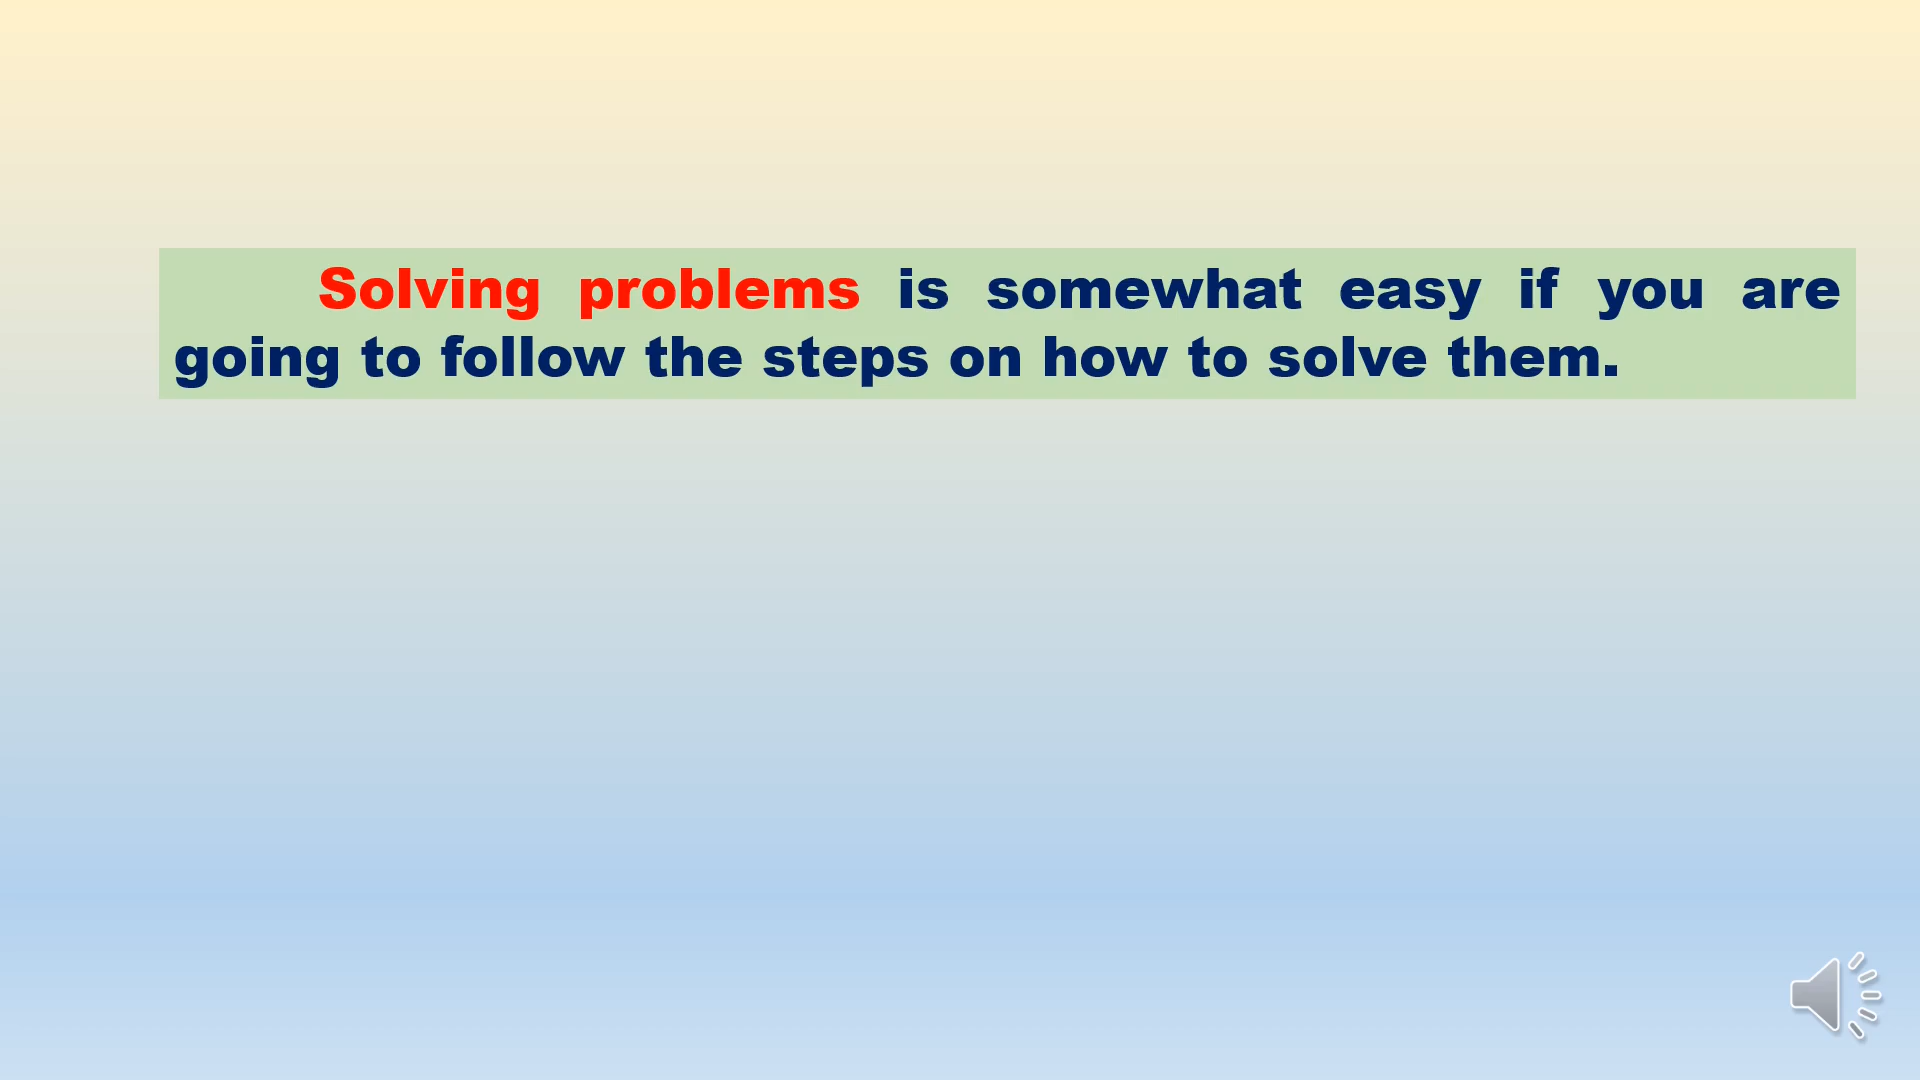 Solving problems is somewhat easy if you are
going to follow the steps on how to solve them.